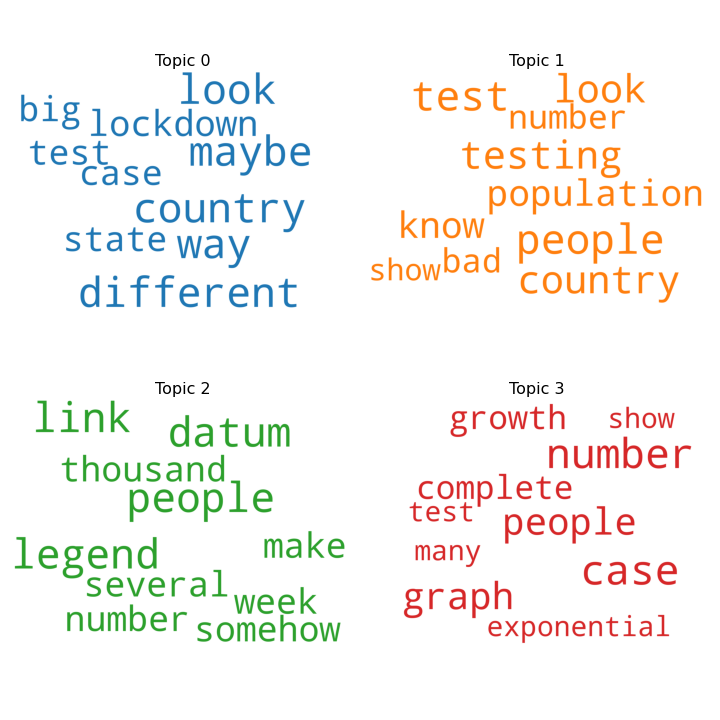 Topic 0
look
big
lockdown
test
maybe
case
country
state
way
different
Topic 1
look
test
number
testing
population
know
people
bad
show
country
Topic 2
link
datum
thousand
people
legend
make
several
week
number
somehow
Topic 3
growth
show
number
complete
test
people
many
case
graph
exponential